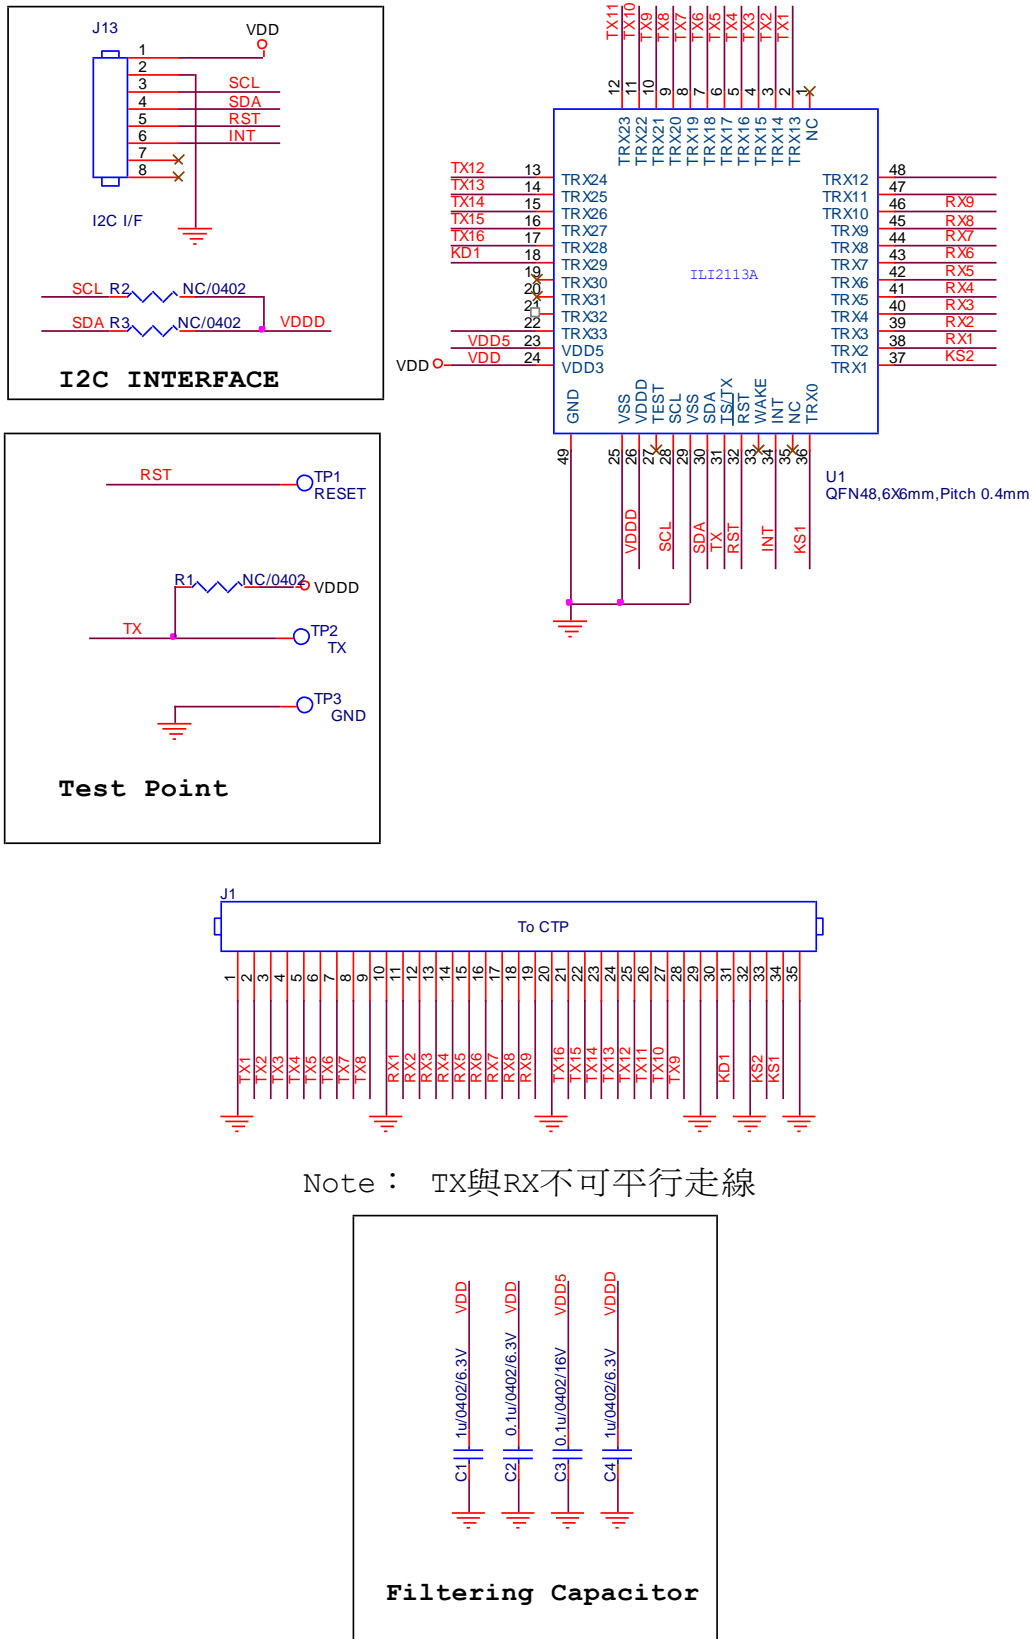 J13
VDD
1
2
3 SCL
4 SDA
5 RST
6 INT
7
8
I2C I/F
SCL R2 NC/0402
SDA R3 NC/0402 VDDD
I2C INTERFACE
TX11 TX10 TX9 TX8 TX7 TX6 TX5 TX4 TX3 TX2 TX1
12 11 10 9 8 7 6 5 4 3 2 1
TRX23 TRX22 TRX21 TRX20 TRX19 TRX18 TRX17 TRX16 TRX15 TRX14 TRX13 NC
TX12 13 TRX24
TX13 14 TRX25
TX14 15 TRX26
TX15 16 TRX27
TX16 17 TRX28
KD1 18 TRX29
19 TRX30
20 TRX31
21 TRX32
22 TRX33
VDD5 23 VDD5
VDD VDD 24 VDD3
ILI2113A
TRX12 48
TRX11 47
TRX10 46 RX9
TRX9 45 RX8
TRX8 44 RX7
TRX7 43 RX6
TRX6 42 RX5
TRX5 41 RX4
TRX4 40 RX3
TRX3 39 RX2
TRX2 38 RX1
TRX1 37 KS2
GND VSS VDDD TEST SCL VSS SDA TS/TX RST WAKE INT NC TRX0
49 25 26 27 28 29 30 31 32 33 34 35 36
VDDD SCL SDA TX RST INT KS1
U1
QFN48,6X6mm,Pitch 0.4mm
RST TP1
RESET
R1 NC/0402 VDDD
TX TP2
TX
TP3
GND
Test Point
J1
To CTP
1 2 3 4 5 6 7 8 9 10 11 12 13 14 15 16 17 18 19 20 21 22 23 24 25 26 27 28 29 30 31 32 33 34 35
TX1 TX2 TX3 TX4 TX5 TX6 TX7 TX8 RX1 RX2 RX3 RX4 RX5 RX6 RX7 RX8 RX9 TX16 TX15 TX14 TX13 TX12 TX11 TX10 TX9 KD1 KS2 KS1
Note： TX與RX不可平行走線
VDD VDD VDD5 VDDD
1u/0402/6.3V 0.1u/0402/6.3V 0.1u/0402/16V 1u/0402/6.3V
C1 C2 C3 C4
Filtering Capacitor